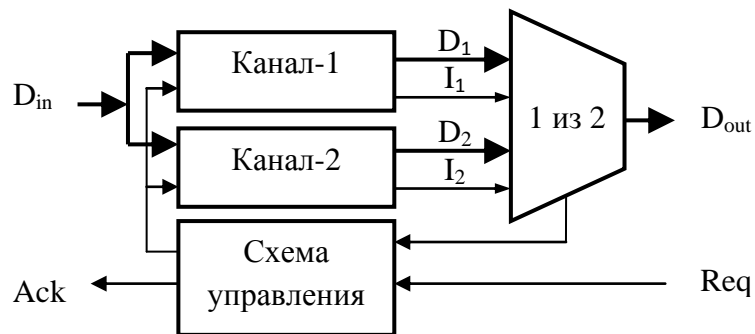 Канал-1
D₁
I₁
Dᵢₙ
1 из 2
Dₒᵤₜ
Канал-2
D₂
I₂
Схема
управления
Ack
Req